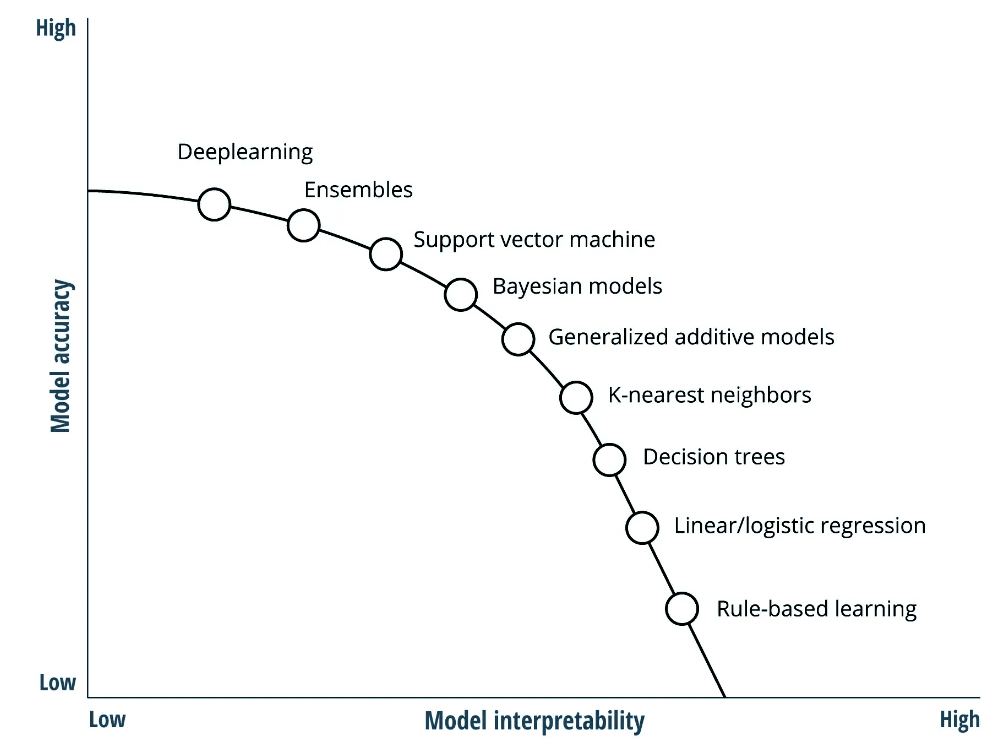 High
Deeplearning
Ensembles
Support vector machine
Bayesian models
Generalized additive models
K-nearest neighbors
Decision trees
Linear/logistic regression
Rule-based learning
Model accuracy
Low
Low
Model interpretability
High